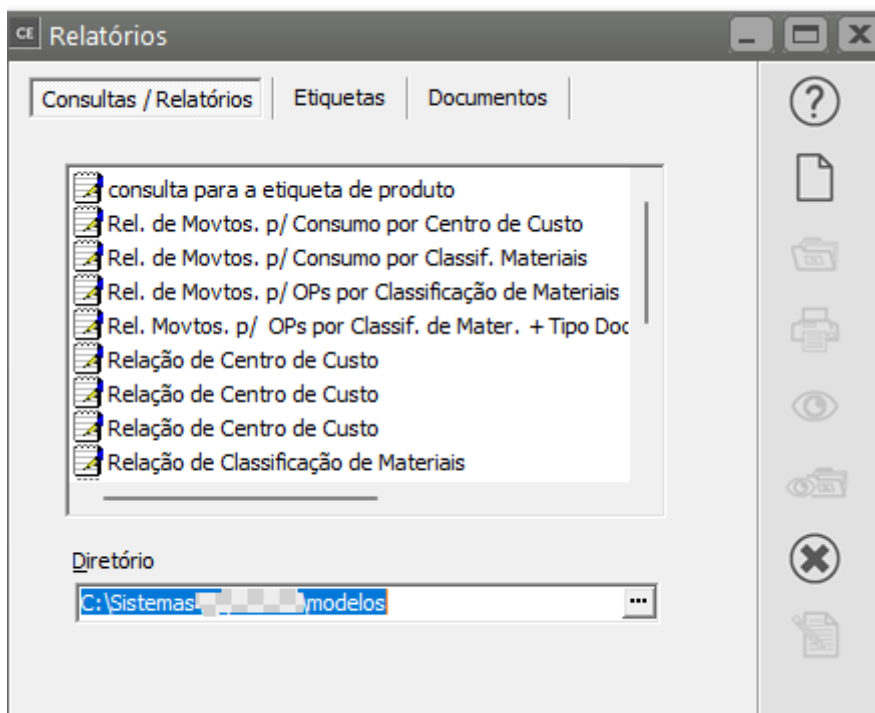 CE Relatórios
Consultas / Relatórios Etiquetas Documentos
consulta para a etiqueta de produto
Rel. de Movtos. p/ Consumo por Centro de Custo
Rel. de Movtos. p/ Consumo por Classif. Materiais
Rel. de Movtos. p/ OPs por Classificação de Materiais
Rel. Movtos. p/ OPs por Classif. de Mater. + Tipo Doc
Relação de Centro de Custo
Relação de Centro de Custo
Relação de Centro de Custo
Relação de Classificação de Materiais
Diretório
C:\Sistemas modelos